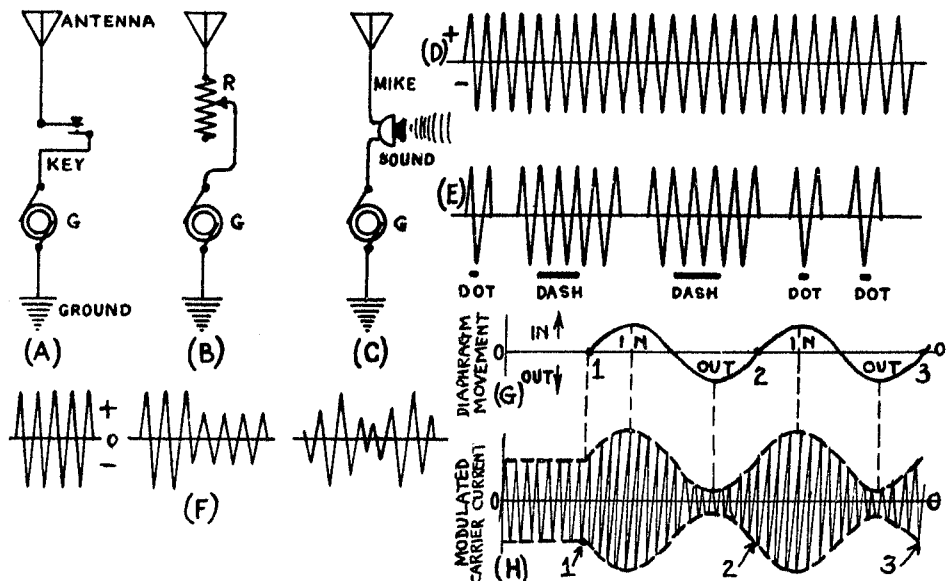 ANTENNA
KEY
G
GROUND
(A)
R
G
(B)
MIKE
SOUND
G
(C)
(D) +
-
(E)
DOT DASH DASH DOT DOT
+
0
-
(F)
DIAPHRAGM
MOVEMENT
IN
OUT
IN OUT IN OUT
0 0
1 2 3
(G)
MODULATED
CARRIER CURRENT
0 0
1 2 3
(H)